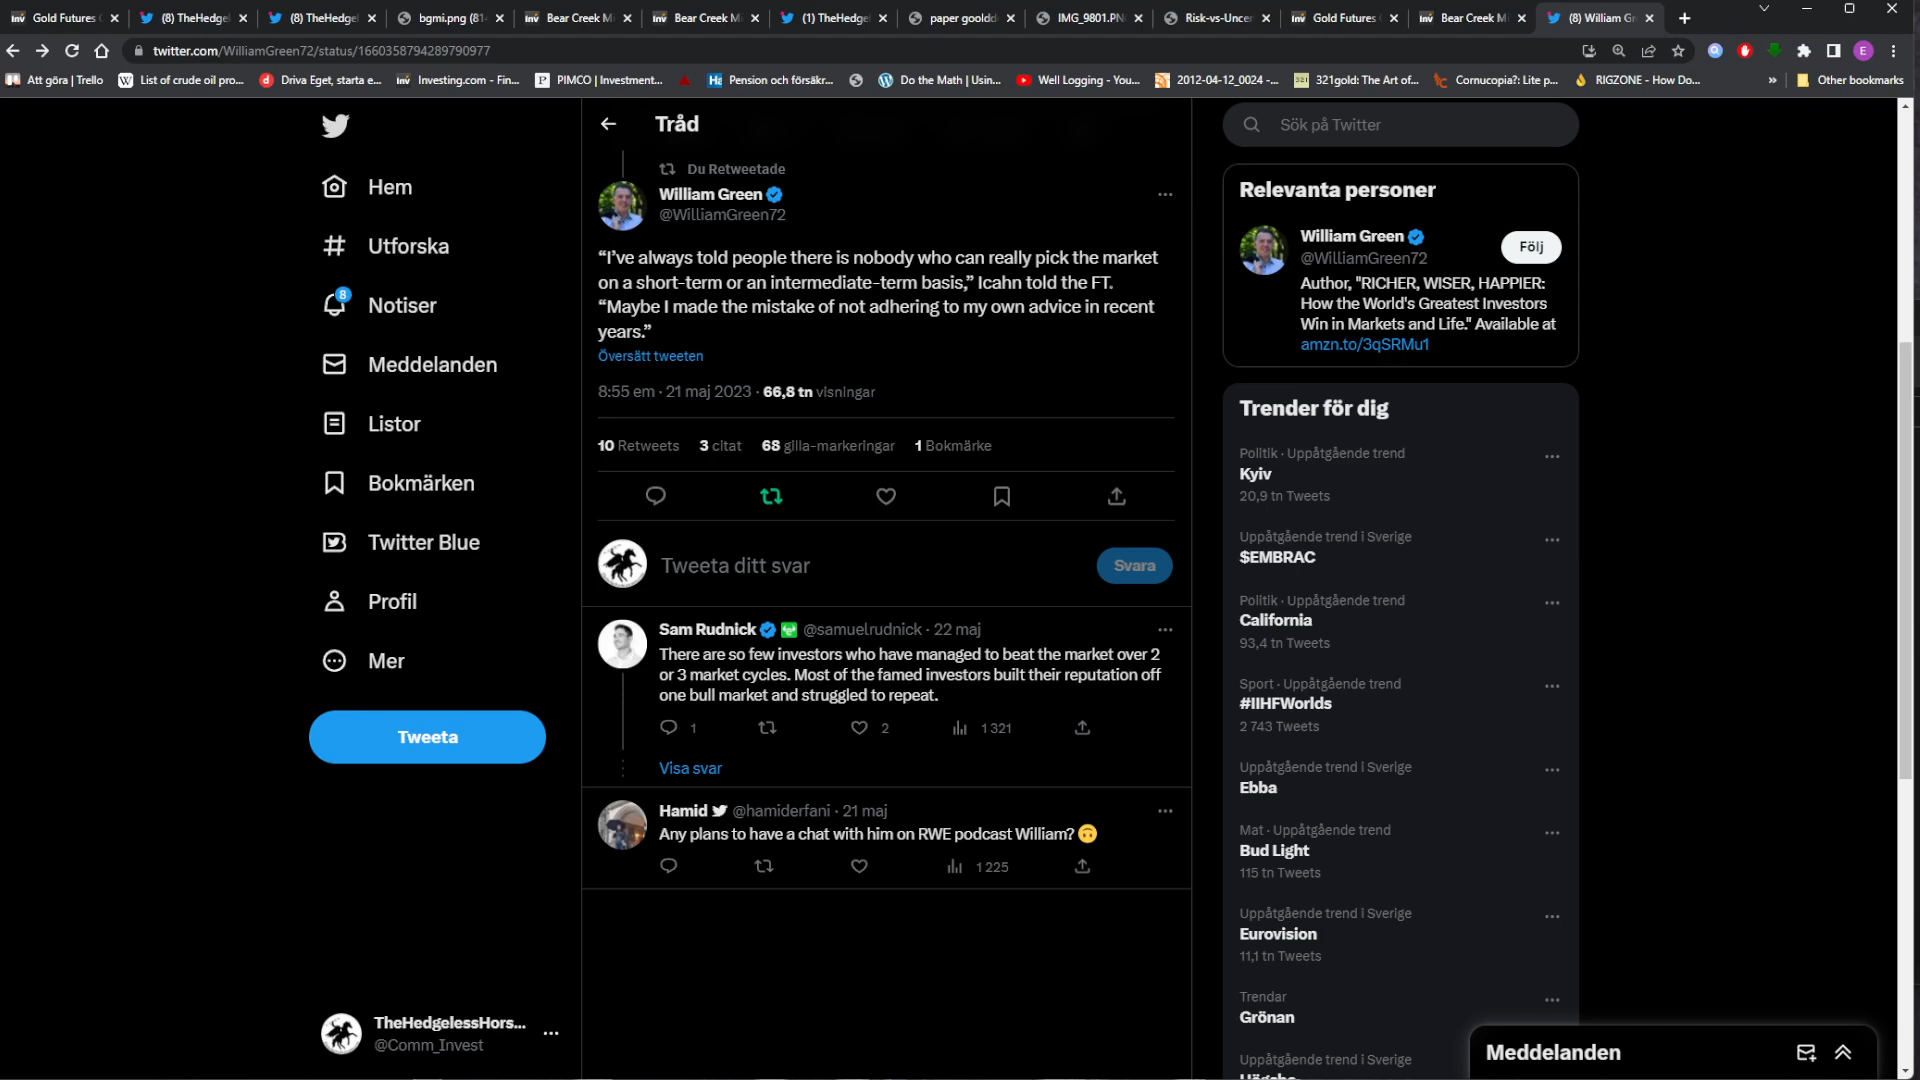 Gold Futures
(8) TheHedgel
(8) TheHedgel
bgmi.png (81
Bear Creek Mi
Bear Creek Mi
(1) TheHedgel
paper gooldd
IMG_9801.PN
Risk-vs-Uncer
Gold Futures
Bear Creek Mi
(8) William Gr
twitter.com/WilliamGreen72/status/1660358794289790977
Att göra | Trello
List of crude oil pro...
Driva Eget, starta e...
Investing.com - Fin...
PIMCO | Investment...
Pension och försäkr...
Do the Math | Usin...
Well Logging - You...
2012-04-12_0024 -...
321gold: The Art of...
Cornucopia?: Lite p...
RIGZONE - How Do...
Other bookmarks
Hem
Utforska
8
Notiser
Meddelanden
Listor
Bokmärken
Twitter Blue
Profil
Mer
Tweeta
TheHedgelessHors...
@Comm_Invest
Tråd
Du Retweetade
William Green
@WilliamGreen72
“I’ve always told people there is nobody who can really pick the market
on a short-term or an intermediate-term basis,” Icahn told the FT.
“Maybe I made the mistake of not adhering to my own advice in recent
years.”
Översätt tweeten
8:55 em · 21 maj 2023 · 66,8 tn visningar
10 Retweets 3 citat 68 gilla-markeringar 1 Bokmärke
Tweeta ditt svar
Svara
Sam Rudnick @samuelrudnick · 22 maj
There are so few investors who have managed to beat the market over 2
or 3 market cycles. Most of the famed investors built their reputation off
one bull market and struggled to repeat.
1 2 1 321
Visa svar
Hamid @hamiderfani · 21 maj
Any plans to have a chat with him on RWE podcast William? 🙃
1 225
Sök på Twitter
Relevanta personer
William Green
@WilliamGreen72
Följ
Author, "RICHER, WISER, HAPPIER:
How the World's Greatest Investors
Win in Markets and Life." Available at
amzn.to/3qSRMu1
Trender för dig
Politik · Uppåtgående trend
Kyiv
20,9 tn Tweets
Uppåtgående trend i Sverige
$EMBRAC
Politik · Uppåtgående trend
California
93,4 tn Tweets
Sport · Uppåtgående trend
#IIHFWorlds
2 743 Tweets
Uppåtgående trend i Sverige
Ebba
Mat · Uppåtgående trend
Bud Light
115 tn Tweets
Uppåtgående trend i Sverige
Eurovision
11,1 tn Tweets
Trendar
Grönan
Uppåtgående trend i Sverige
Meddelanden